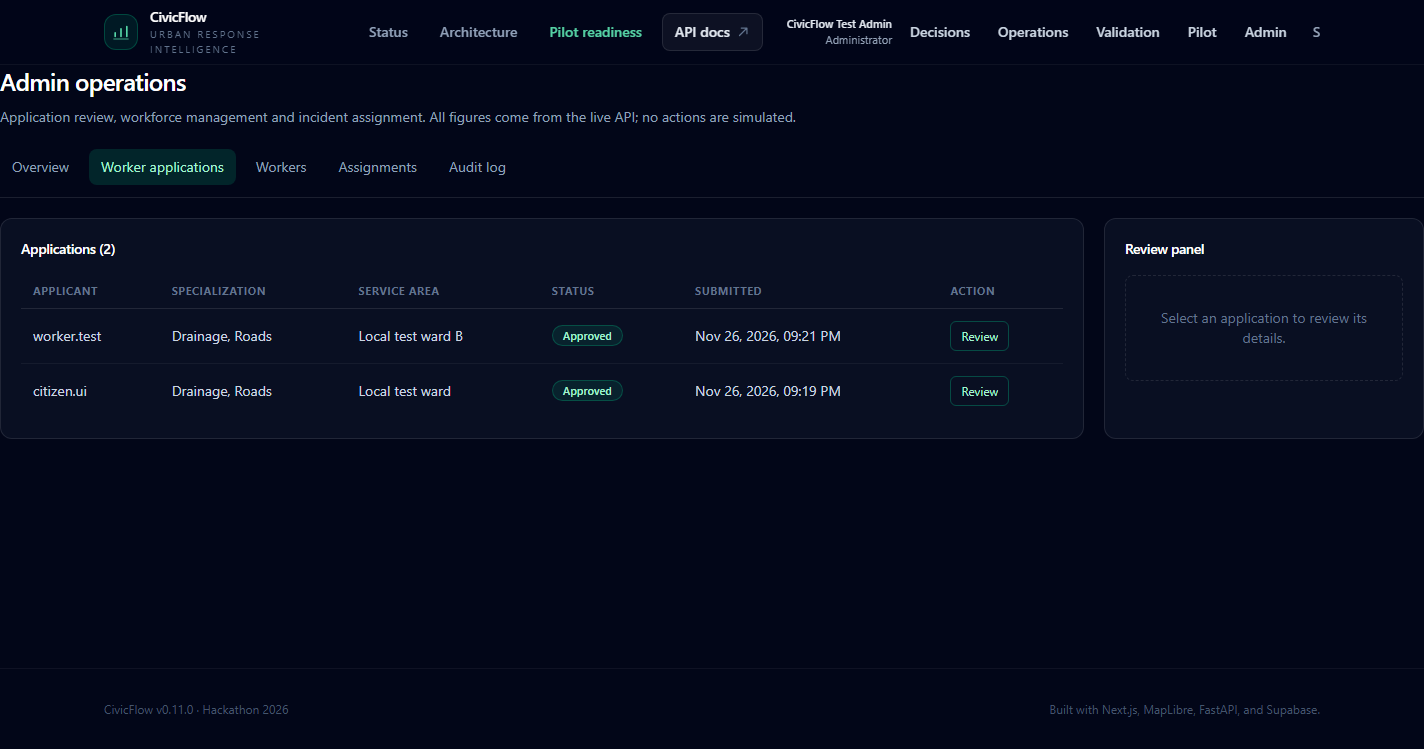 CivicFlow
URBAN RESPONSE
INTELLIGENCE
Status
Architecture
Pilot readiness
API docs ↗
CivicFlow Test Admin
Administrator
Decisions
Operations
Validation
Pilot
Admin
S
Admin operations
Application review, workforce management and incident assignment. All figures come from the live API; no actions are simulated.
Overview
Worker applications
Workers
Assignments
Audit log
Applications (2)
APPLICANT SPECIALIZATION SERVICE AREA STATUS SUBMITTED ACTION
worker.test Drainage, Roads Local test ward B Approved Nov 26, 2026, 09:21 PM Review
citizen.ui Drainage, Roads Local test ward Approved Nov 26, 2026, 09:19 PM Review
Review panel
Select an application to review its
details.
CivicFlow v0.11.0 · Hackathon 2026
Built with Next.js, MapLibre, FastAPI, and Supabase.